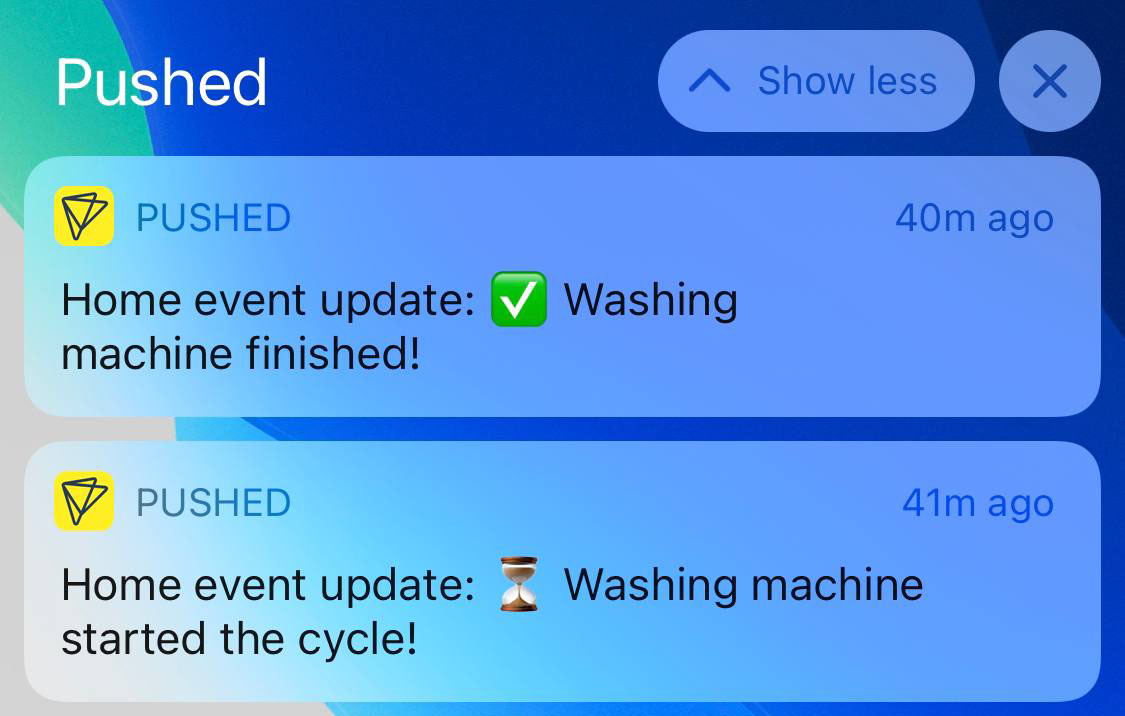 Pushed
Show less
PUSHED
40m ago
Home event update: ✅ Washing
machine finished!
PUSHED
41m ago
Home event update: ⏳ Washing machine
started the cycle!